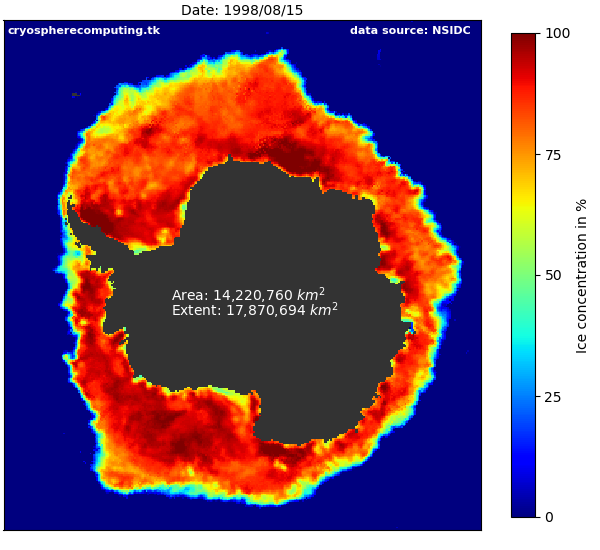 Date: 1998/08/15
cryospherecomputing.tk data source: NSIDC
100
75
50
25
0
Ice concentration in %
Area: 14,220,760 km²
Extent: 17,870,694 km²